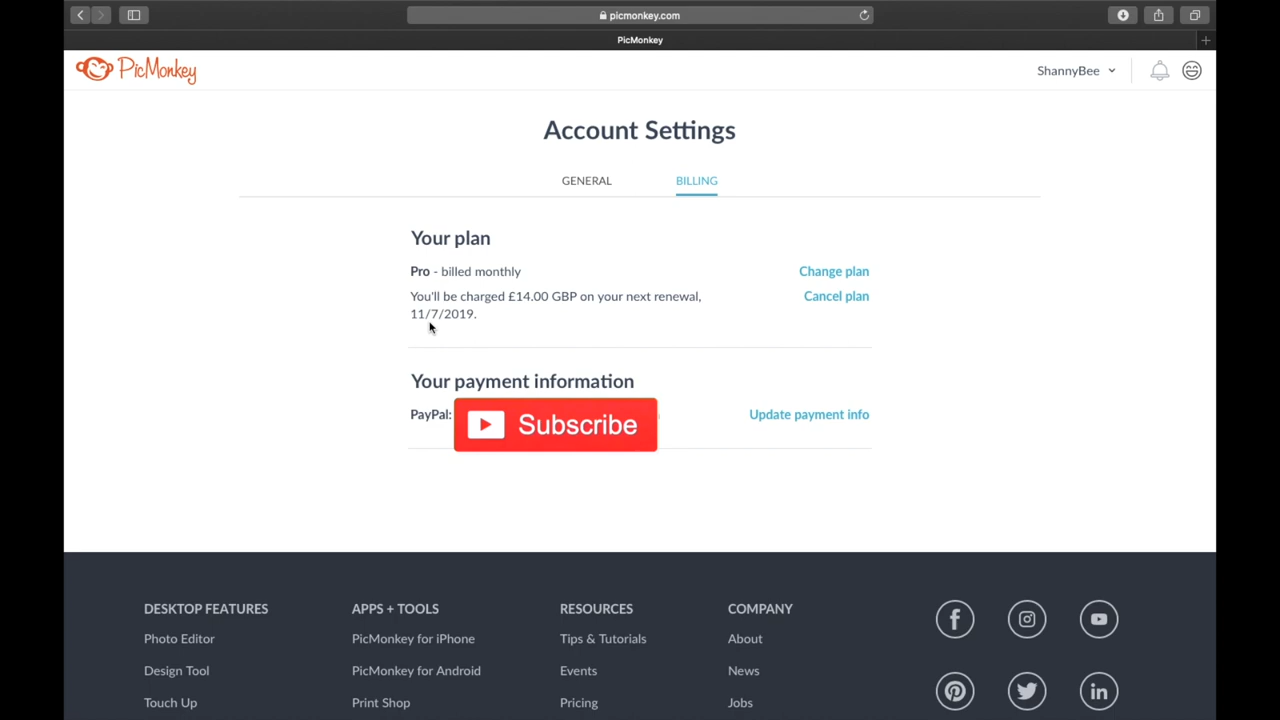 picmonkey.com
PicMonkey
PicMonkey
ShannyBee
Account Settings
GENERAL
BILLING
Your plan
Pro - billed monthly
Change plan
You'll be charged £14.00 GBP on your next renewal,
11/7/2019.
Cancel plan
Your payment information
PayPal:
Subscribe
Update payment info
DESKTOP FEATURES
APPS + TOOLS
RESOURCES
COMPANY
Photo Editor
PicMonkey for iPhone
Tips & Tutorials
About
Design Tool
PicMonkey for Android
Events
News
Touch Up
Print Shop
Pricing
Jobs